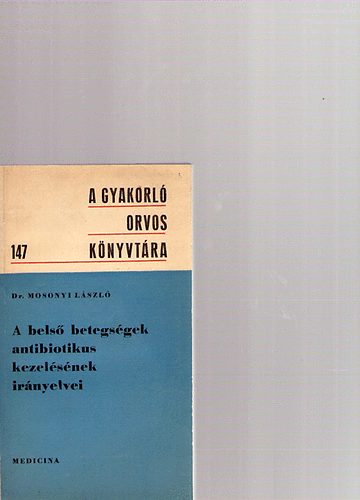 A GYAKORLÓ
ORVOS
147 KÖNYVTÁRA
Dr. MOSONYI LÁSZLÓ
A belső betegségek
antibiotikus
kezelésének
irányelvei
MEDICINA